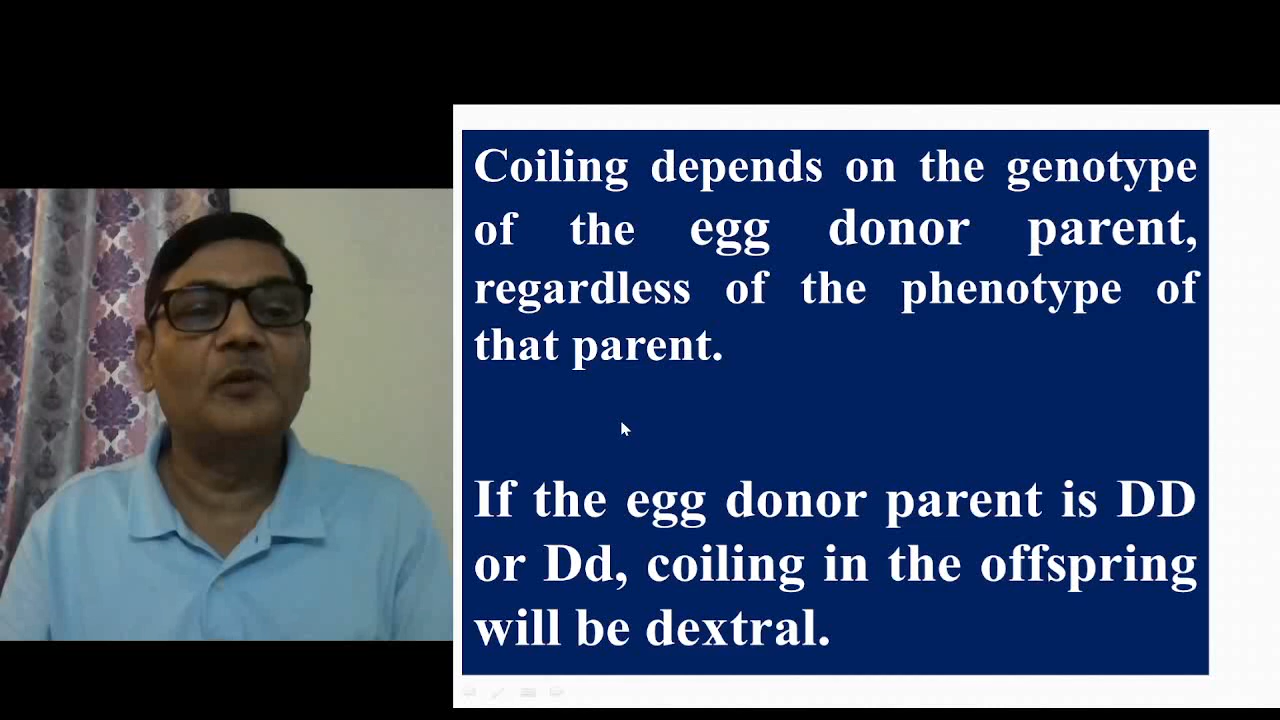 Coiling depends on the genotype
of the egg donor parent,
regardless of the phenotype of
that parent.
If the egg donor parent is DD
or Dd, coiling in the offspring
will be dextral.